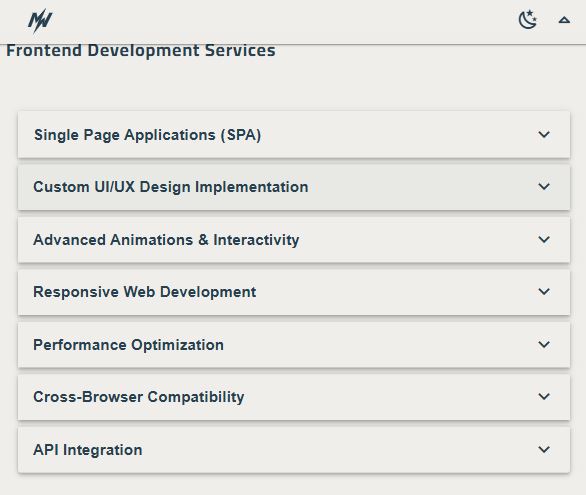 Frontend Development Services
Single Page Applications (SPA)
Custom UI/UX Design Implementation
Advanced Animations & Interactivity
Responsive Web Development
Performance Optimization
Cross-Browser Compatibility
API Integration